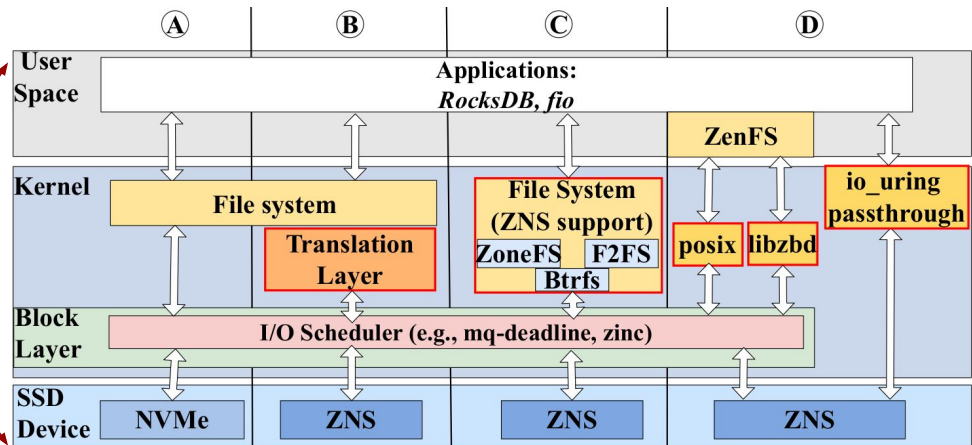 A
B
C
D
User
Space
Applications:
RocksDB, fio
ZenFS
Kernel
File system
Translation
Layer
File System
(ZNS support)
ZoneFS
F2FS
Btrfs
posix
libzbd
io_uring
passthrough
Block
Layer
I/O Scheduler (e.g., mq-deadline, zinc)
SSD
Device
NVMe
ZNS
ZNS
ZNS